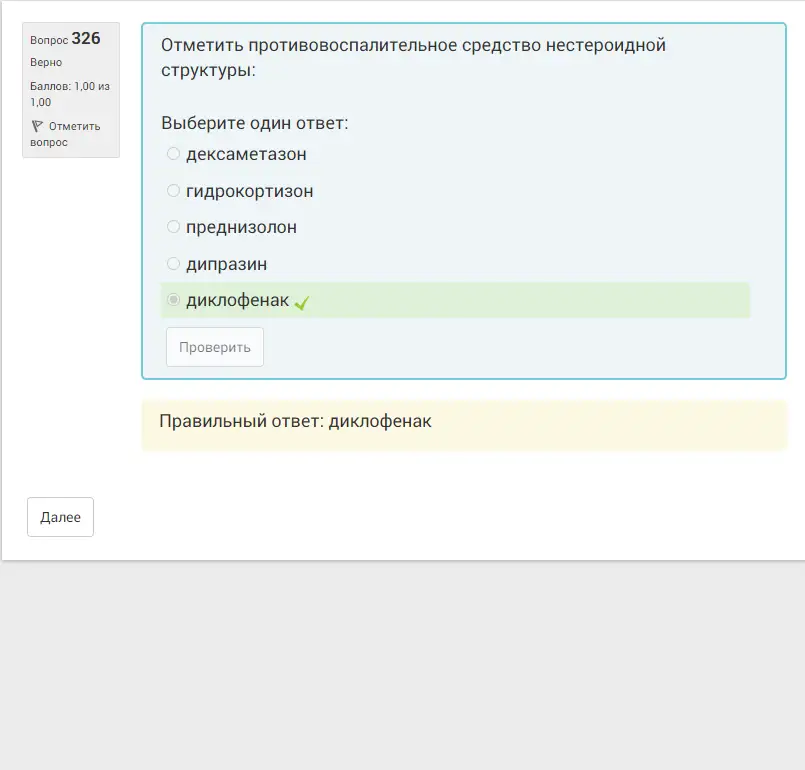 Вопрос 326
Верно
Баллов: 1,00 из
1,00
Отметить
вопрос
Отметить противовоспалительное средство нестероидной
структуры:
Выберите один ответ:
дексаметазон
гидрокортизон
преднизолон
дипразин
диклофенак
Проверить
Правильный ответ: диклофенак
Далее